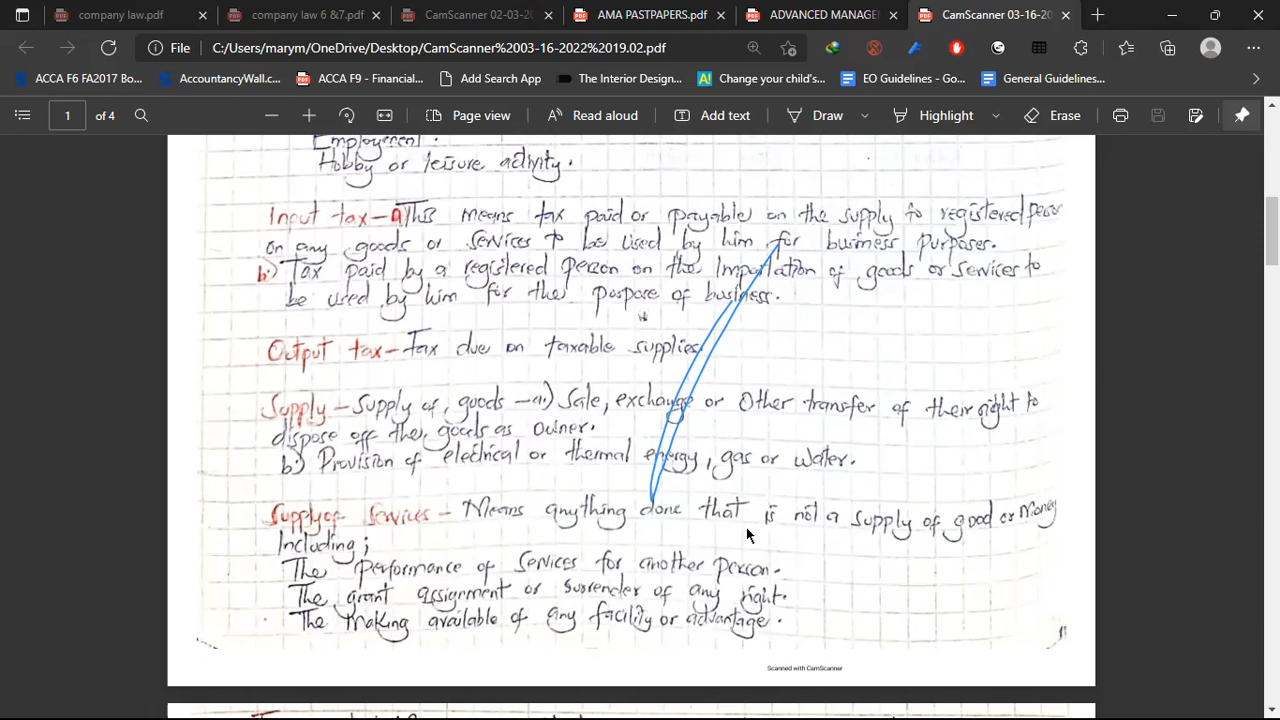 company law.pdf
company law 6 &7.pdf
CamScanner 03-03-20
AMA PASTPAPERS.pdf
ADVANCED MANAGE
CamScanner 03-16-20
File
C:/Users/marym/OneDrive/Desktop/CamScanner%2003-16-2022%2019.02.pdf
ACCA F6 FA2017 Bo...
AccountancyWall.c...
ACCA F9 - Financial...
Add Search App
The Interior Design...
Change your child's...
EO Guidelines - Go...
General Guidelines...
1 of 4
Page view
Read aloud
Add text
Draw
Highlight
Erase
Employment.
Hobby or leisure activity.
Input tax - a) This means tax paid or payable on the supply to registered person
on any goods or services to be used by him for business purposes.
b) Tax paid by a registered person on the Importation of goods or services to
be used by him for the purpose of business.
Output tax - Tax due on taxable supplies
Supply - Supply of, goods - a) Sale, exchange or Other transfer of their right to
dispose off the goods as owner.
b) Provision of electrical or thermal energy, gas or water.
Supply of Services - Means anything done that is not a supply of good or money
Including;
The performance of services for another person.
The grant assignment or surrender of any right.
The making available of any facility or advantage.
Scanned with CamScanner